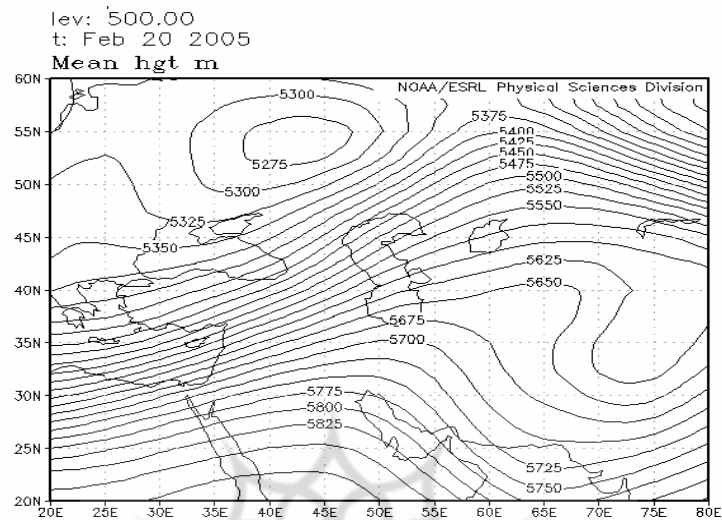 lev: 500.00
t: Feb 20 2005
Mean hgt m
NOAA/ESRL Physical Sciences Division
60N
55N
50N
45N
40N
35N
30N
25N
20N
5300
5275
5300
5325
5350
5375
5400
5425
5450
5475
5500
5525
5550
5625
5650
5675
5700
5775
5800
5825
5725
5750
20E
25E
30E
35E
40E
45E
50E
55E
60E
65E
70E
75E
80E